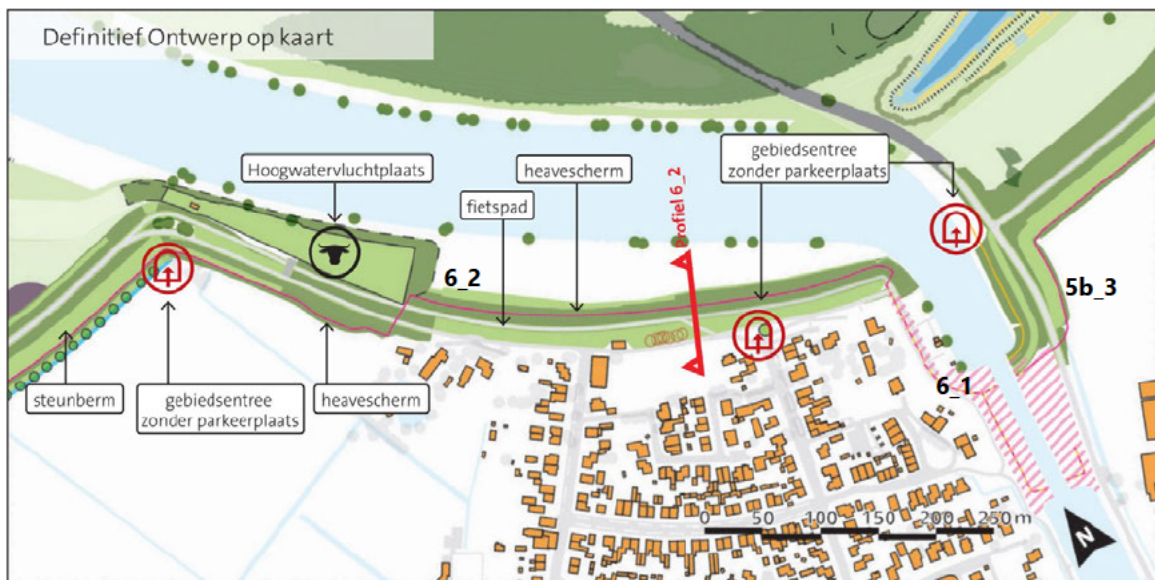 Definitief Ontwerp op kaart
Hoogwatervluchtplaats
heavescherm
gebiedsentree
zonder parkeerplaats
fietspad
profiel 6_2
6_2
5b_3
6_1
steunberm
gebiedsentree
zonder parkeerplaats
heavescherm
0 50 100 150 200 250 m
N